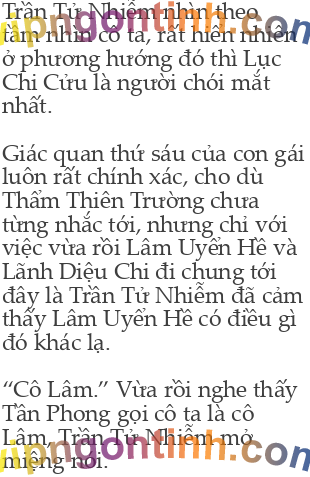 Trần Tử Nhiễm nhìn theo
tầm nhìn cô ta, rất hiển nhiên
ở phương hướng đó thì Lục
Chi Cửu là người chói mắt
nhất.
Giác quan thứ sáu của con gái
luôn rất chính xác, cho dù
Thẩm Thiên Trường chưa
từng nhắc tới, nhưng chỉ với
việc vừa rồi Lâm Uyển Hề và
Lãnh Diệu Chi đi chung tới
đây là Trần Tử Nhiễm đã cảm
thấy Lâm Uyển Hề có điều gì
đó khác lạ.
“Cô Lâm.” Vừa rồi nghe thấy
Tân Phong gọi cô ta là cô
Lâm, Trần Tử Nhiễm mở
miệng nói.
vipngontinh.com
vipngontinh.com